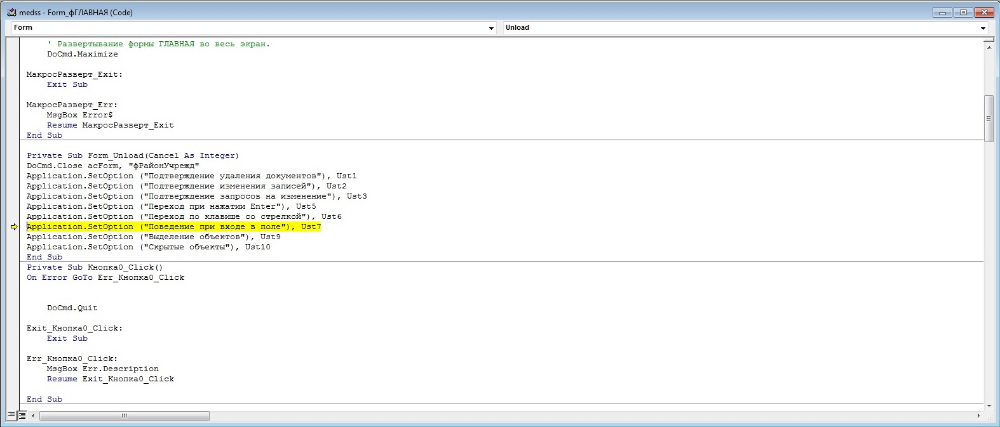 medss - Form_фГЛАВНАЯ (Code)
Form Unload
' Развертывание формы ГЛАВНАЯ во весь экран.
DoCmd.Maximize
МакросРазверт_Exit:
Exit Sub
МакросРазверт_Err:
MsgBox Error$
Resume МакросРазверт_Exit
End Sub
Private Sub Form_Unload(Cancel As Integer)
DoCmd.Close acForm, "фРайонУчрежд"
Application.SetOption ("Подтверждение удаления документов"), Ust1
Application.SetOption ("Подтверждение изменения записей"), Ust2
Application.SetOption ("Подтверждение запросов на изменение"), Ust3
Application.SetOption ("Переход при нажатии Enter"), Ust5
Application.SetOption ("Переход по клавише со стрелкой"), Ust6
Application.SetOption ("Поведение при входе в поле"), Ust7
Application.SetOption ("Выделение объектов"), Ust9
Application.SetOption ("Скрытые объекты"), Ust10
End Sub
Private Sub Кнопка0_Click()
On Error GoTo Err_Кнопка0_Click
DoCmd.Quit
Exit_Кнопка0_Click:
Exit Sub
Err_Кнопка0_Click:
MsgBox Err.Description
Resume Exit_Кнопка0_Click
End Sub